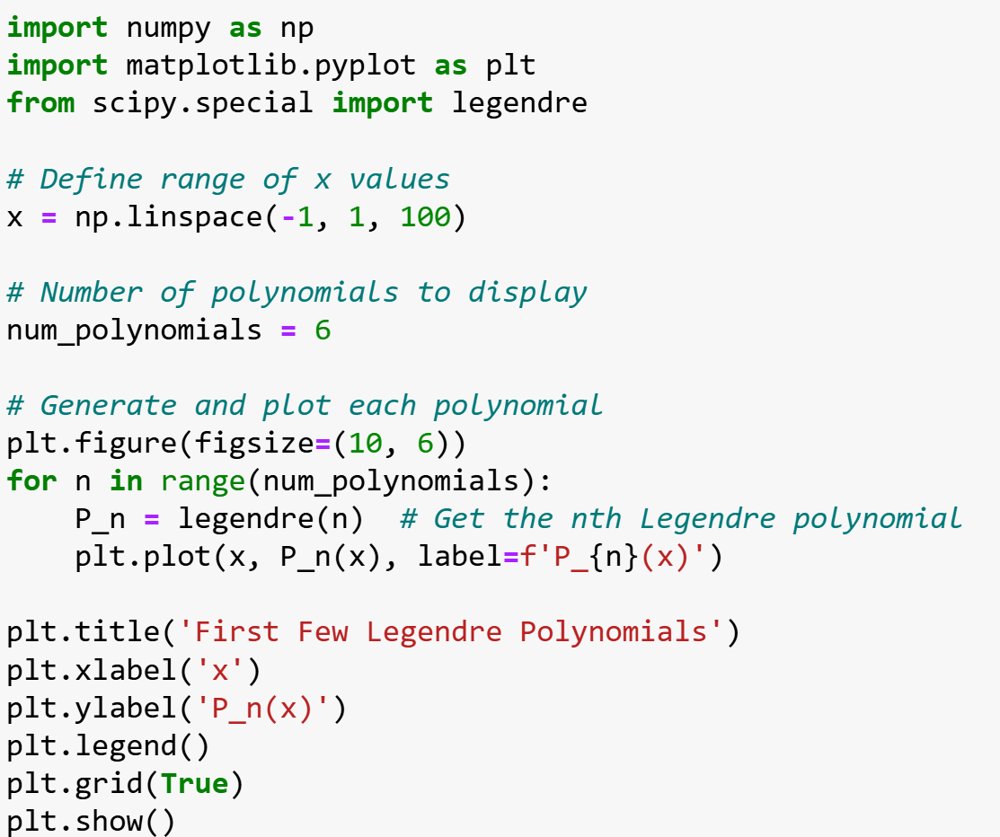 import numpy as np
import matplotlib.pyplot as plt
from scipy.special import legendre

# Define range of x values
x = np.linspace(-1, 1, 100)

# Number of polynomials to display
num_polynomials = 6

# Generate and plot each polynomial
plt.figure(figsize=(10, 6))
for n in range(num_polynomials):
    P_n = legendre(n)  # Get the nth Legendre polynomial
    plt.plot(x, P_n(x), label=f'P_{n}(x)')

plt.title('First Few Legendre Polynomials')
plt.xlabel('x')
plt.ylabel('P_n(x)')
plt.legend()
plt.grid(True)
plt.show()